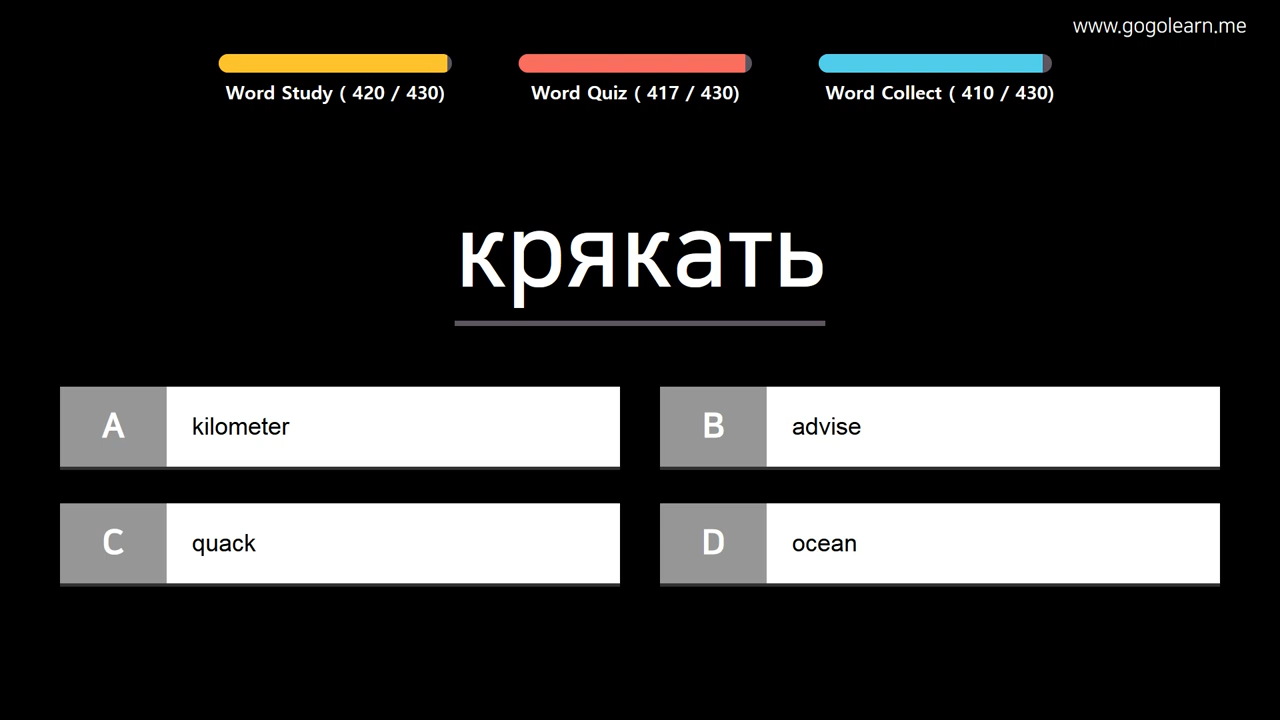 www.gogolearn.me
Word Study ( 420 / 430)
Word Quiz ( 417 / 430)
Word Collect ( 410 / 430)
крякать
A kilometer
B advise
C quack
D ocean